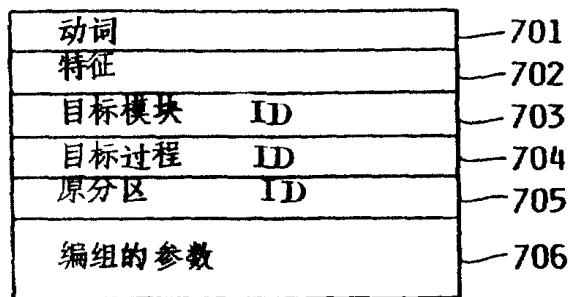 动词 701
特征 702
目标模块 ID 703
目标过程 ID 704
原分区 ID 705
编组的参数 706